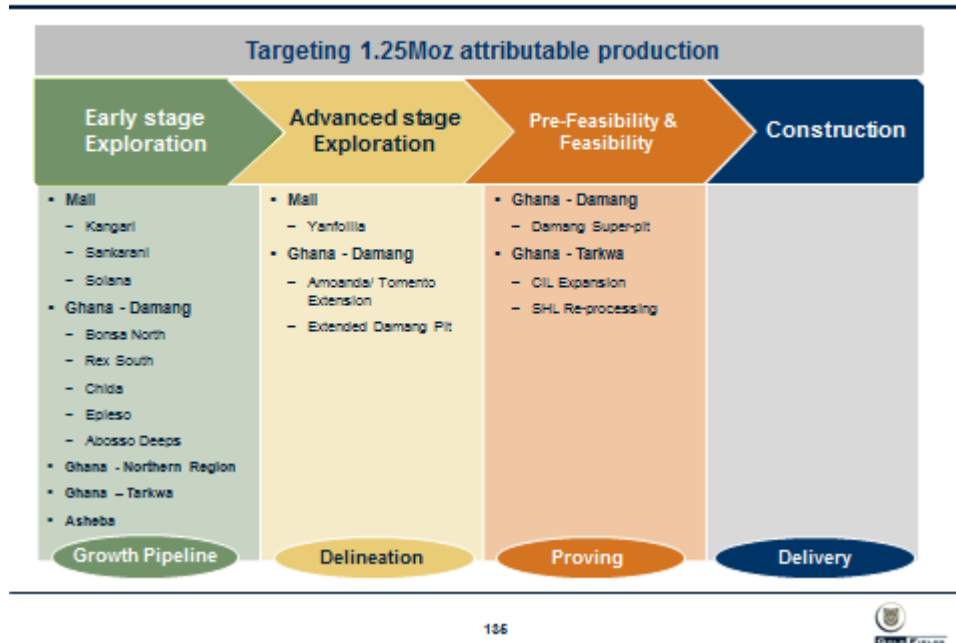 Targeting 1.25Moz attributable production
Early stage
Exploration
Advanced stage
Exploration
Pre-Feasibility &
Feasibility
Construction
▪ Mali
– Kangari
– Sankarani
– Solana
▪ Ghana - Damang
– Bonsa North
– Rex South
– Chida
– Epieso
– Abosso Deeps
▪ Ghana - Northern Region
▪ Ghana – Tarkwa
▪ Asheba
▪ Mali
– Yanfolila
▪ Ghana - Damang
– Amoanda/ Tomento
Extension
– Extended Damang Pit
▪ Ghana - Damang
– Damang Super-pit
▪ Ghana - Tarkwa
– CIL Expansion
– SHL Re-processing
Growth Pipeline
Delineation
Proving
Delivery
135
GOLD FIELDS